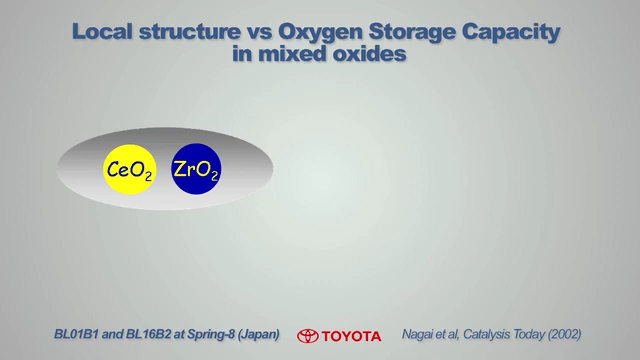 Local structure vs Oxygen Storage Capacity
in mixed oxides
CeO₂ ZrO₂
BL01B1 and BL16B2 at Spring-8 (Japan) TOYOTA Nagai et al, Catalysis Today (2002)